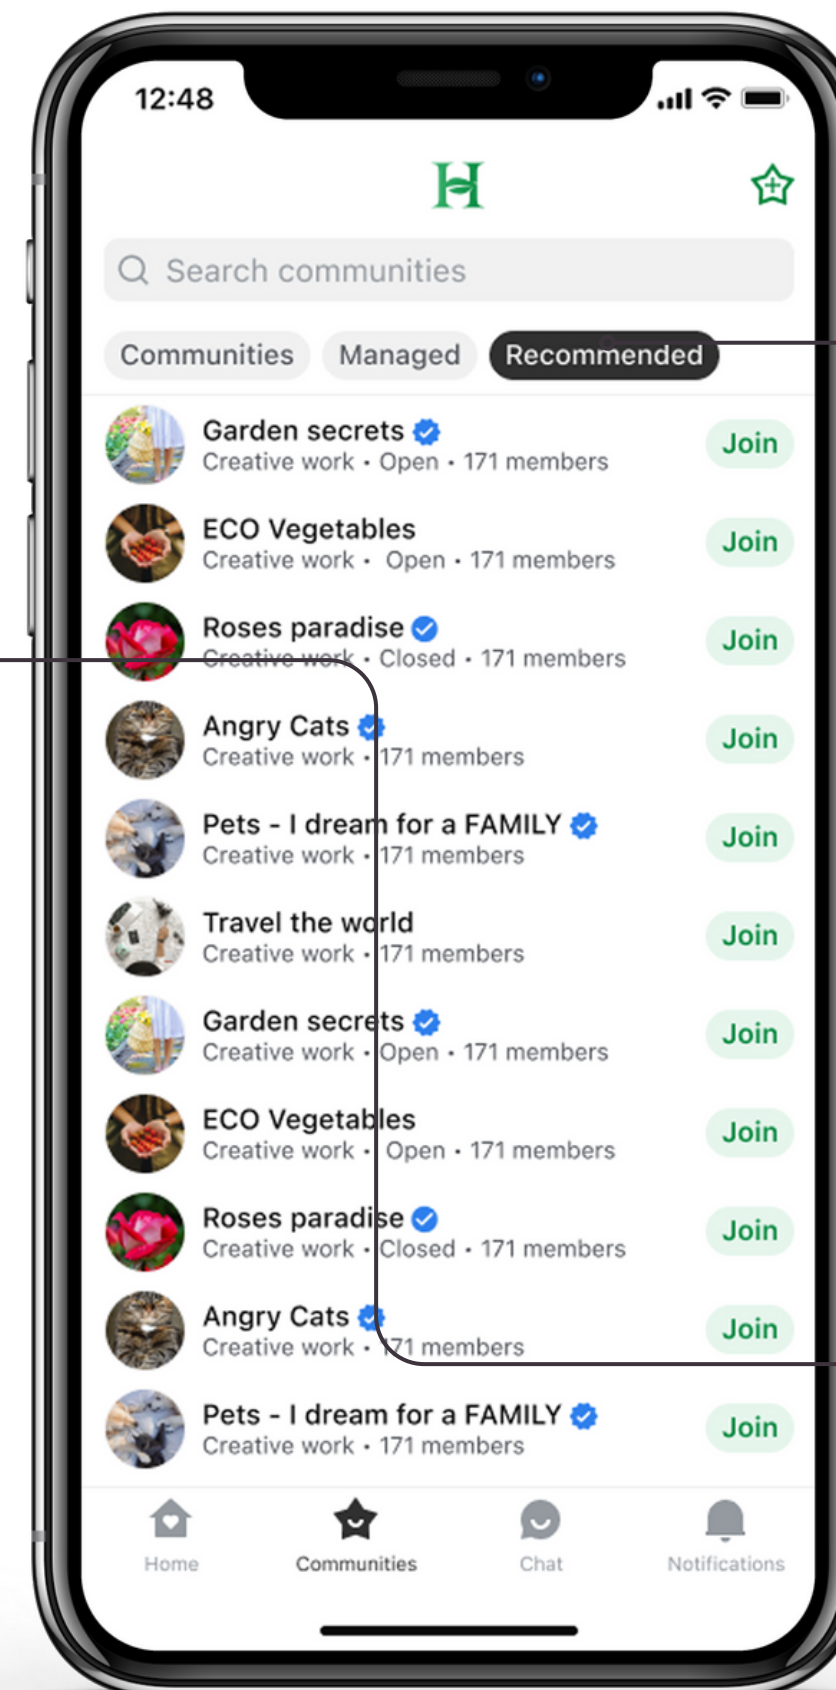 12:48
H
Search communities
Communities Managed Recommended
Garden secrets
Creative work • Open • 171 members
Join
ECO Vegetables
Creative work • Open • 171 members
Join
Roses paradise
Creative work • Closed • 171 members
Join
Angry Cats
Creative work • 171 members
Join
Pets - I dream for a FAMILY
Creative work • 171 members
Join
Travel the world
Creative work • 171 members
Join
Garden secrets
Creative work • Open • 171 members
Join
ECO Vegetables
Creative work • Open • 171 members
Join
Roses paradise
Creative work • Closed • 171 members
Join
Angry Cats
Creative work • 171 members
Join
Pets - I dream for a FAMILY
Creative work • 171 members
Join
Home Communities Chat Notifications